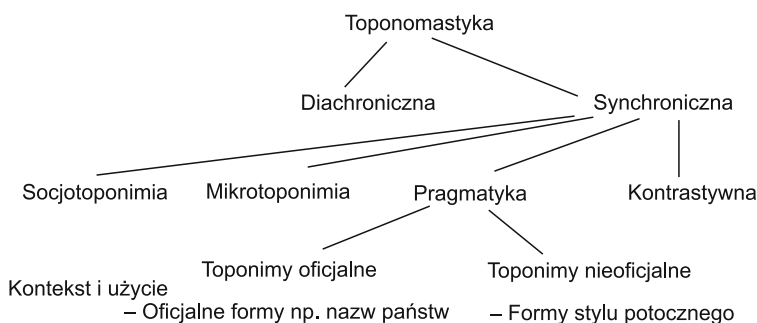 Toponomastyka
Diachroniczna
Synchroniczna
Socjotoponimia
Mikrotoponimia
Pragmatyka
Kontrastywna
Toponimy oficjalne
Toponimy nieoficjalne
Kontekst i użycie
– Oficjalne formy np. nazw państw
– Formy stylu potocznego